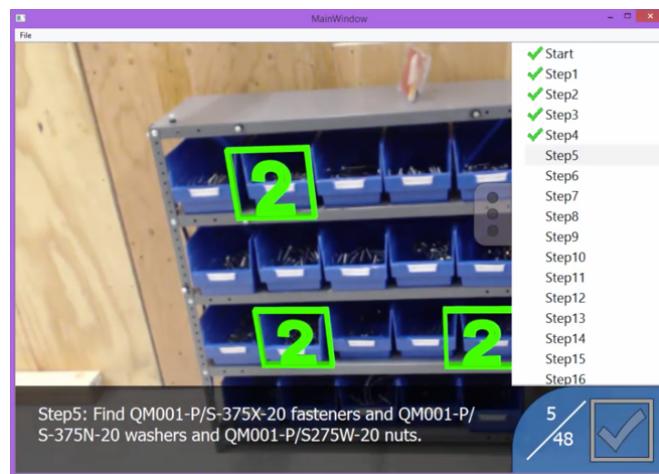 MainWindow
File
2
2
2
Start
Step1
Step2
Step3
Step4
Step5
Step6
Step7
Step8
Step9
Step10
Step11
Step12
Step13
Step14
Step15
Step16
Step5: Find QM001-P/S-375X-20 fasteners and QM001-P/
S-375N-20 washers and QM001-P/S275W-20 nuts.
5
/
48